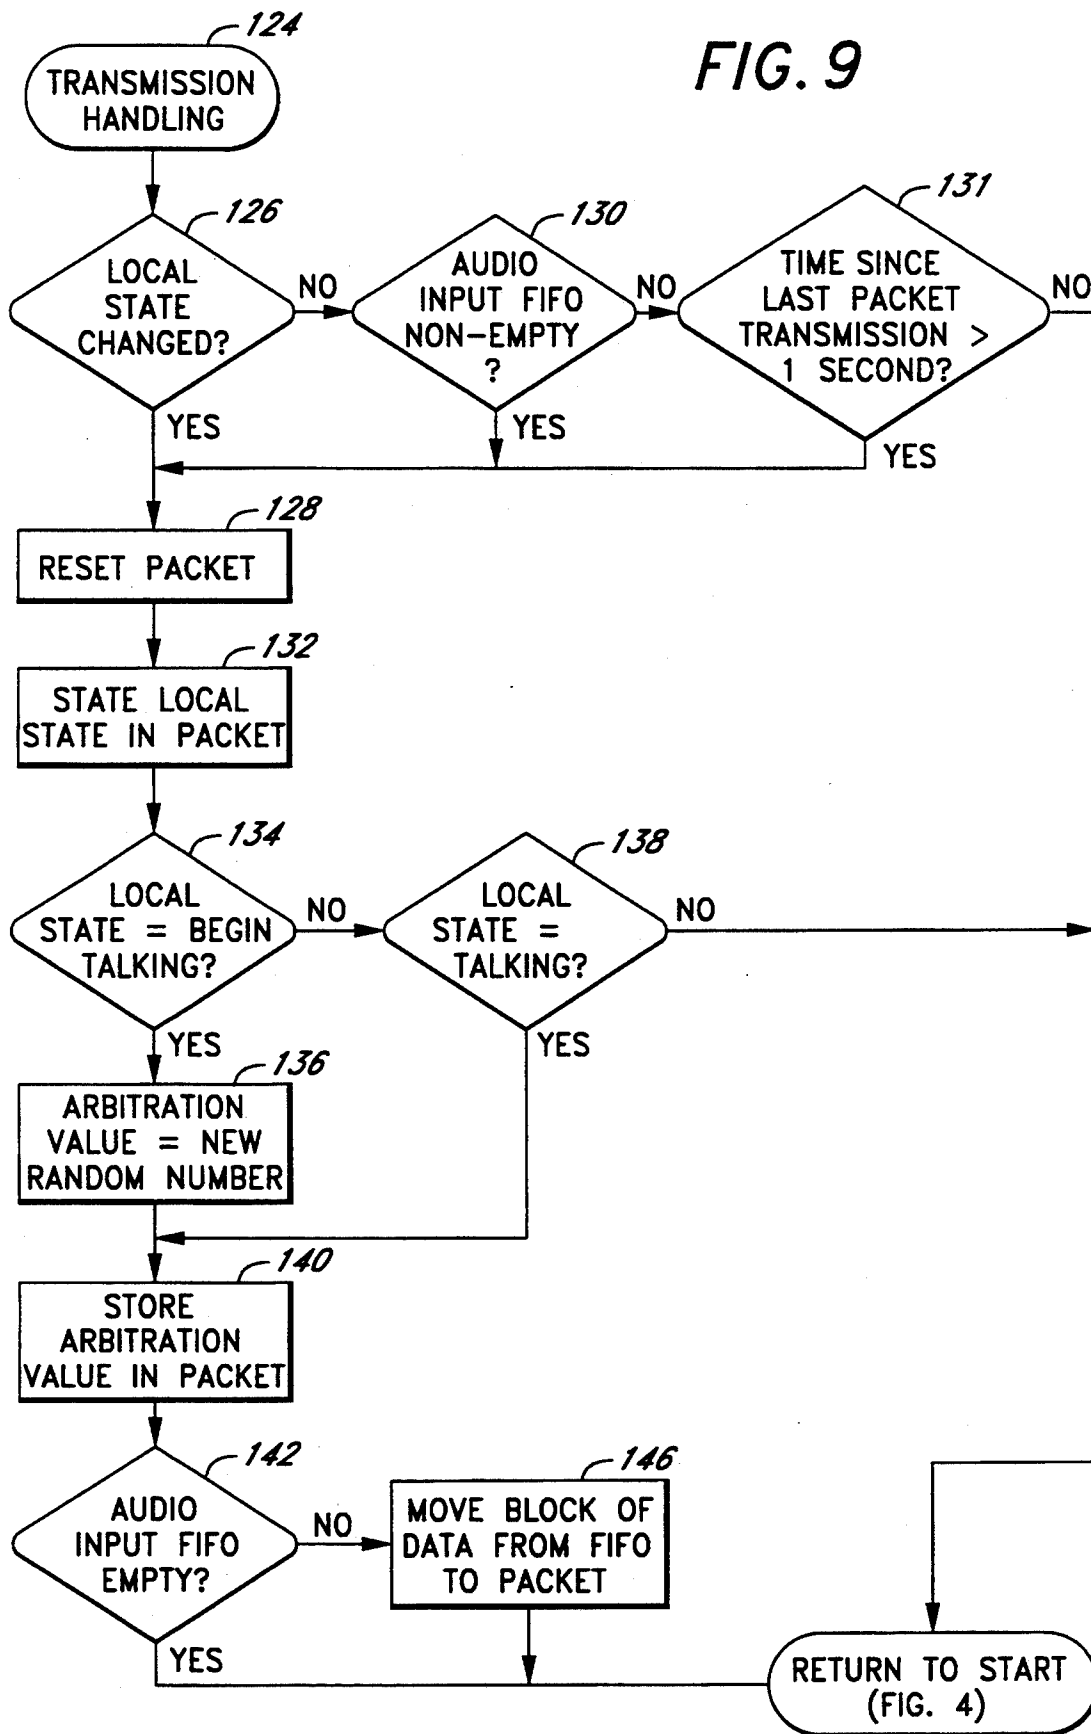 124
FIG. 9
TRANSMISSION
HANDLING
126
LOCAL
STATE
CHANGED?
NO
YES
130
AUDIO
INPUT FIFO
NON-EMPTY
?
NO
YES
131
TIME SINCE
LAST PACKET
TRANSMISSION >
1 SECOND?
NO
YES
128
RESET PACKET
132
STATE LOCAL
STATE IN PACKET
134
LOCAL
STATE = BEGIN
TALKING?
NO
YES
138
LOCAL
STATE =
TALKING?
NO
YES
136
ARBITRATION
VALUE = NEW
RANDOM NUMBER
140
STORE
ARBITRATION
VALUE IN PACKET
142
AUDIO
INPUT FIFO
EMPTY?
NO
YES
146
MOVE BLOCK OF
DATA FROM FIFO
TO PACKET
RETURN TO START
(FIG. 4)